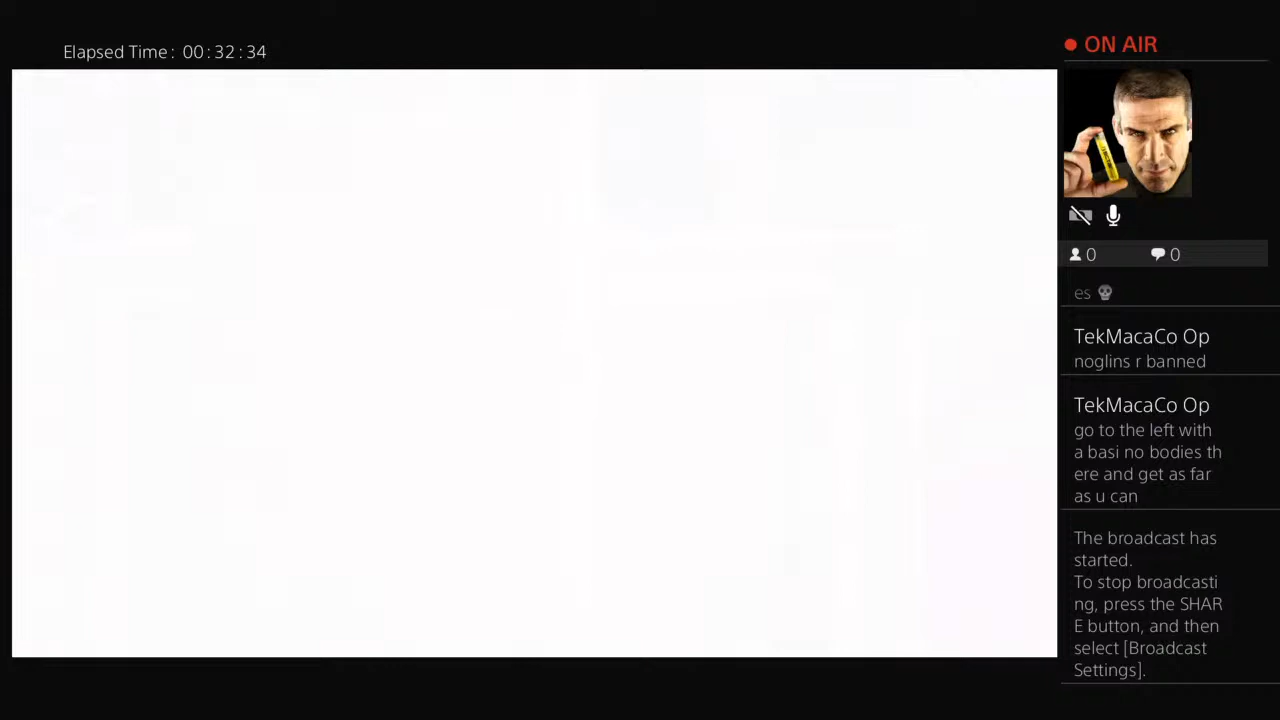 Elapsed Time: 00:32:34
ON AIR
0 0
es 💀
TekMacaCo Op
noglins r banned
TekMacaCo Op
go to the left with
a basi no bodies th
ere and get as far
as u can
The broadcast has
started.
To stop broadcasti
ng, press the SHAR
E button, and then
select [Broadcast
Settings].